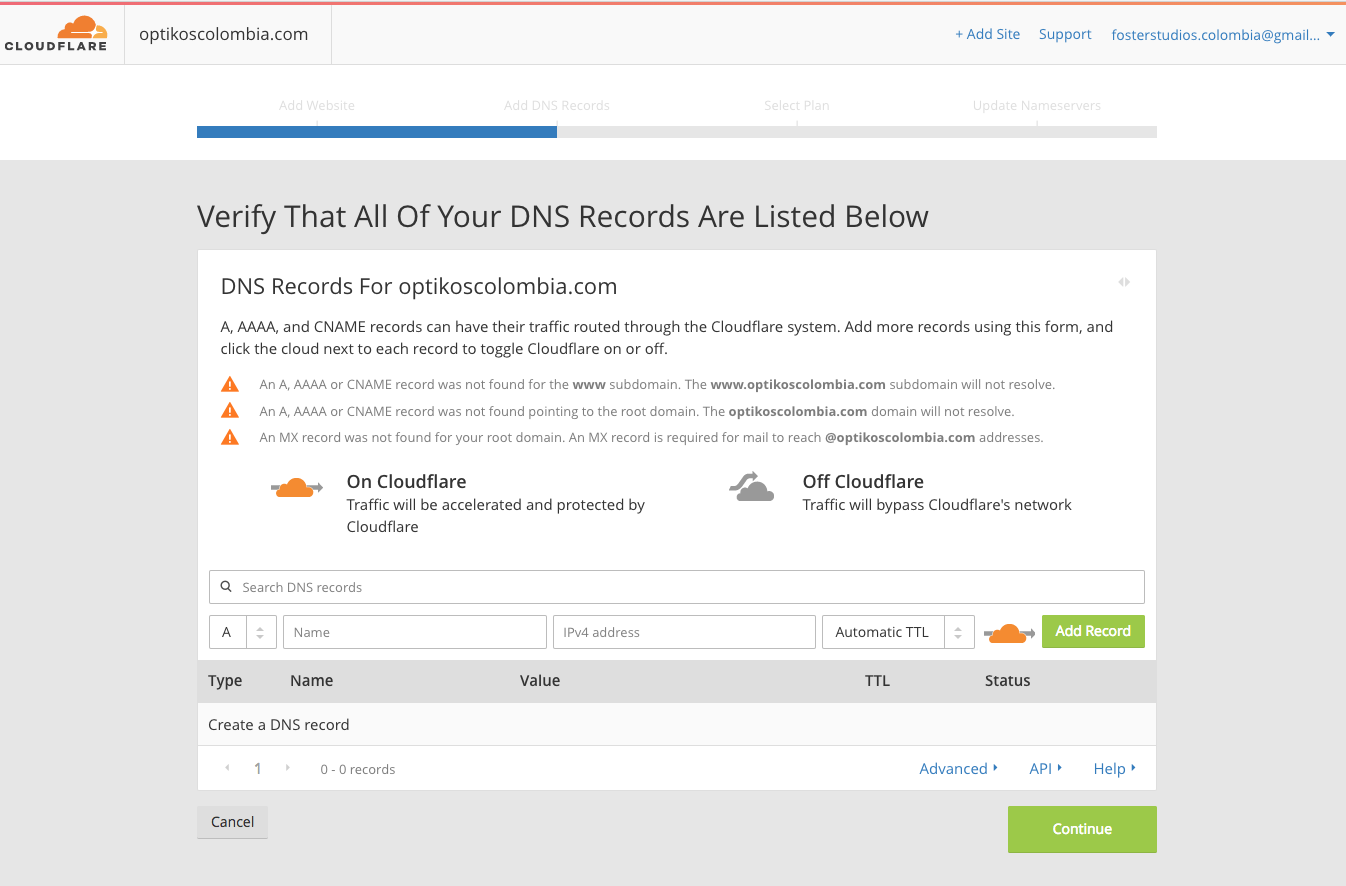 CLOUDFLARE
optikoscolombia.com
+ Add Site
Support
fosterstudios.colombia@gmail...
Add Website
Add DNS Records
Select Plan
Update Nameservers
Verify That All Of Your DNS Records Are Listed Below
DNS Records For optikoscolombia.com
A, AAAA, and CNAME records can have their traffic routed through the Cloudflare system. Add more records using this form, and
click the cloud next to each record to toggle Cloudflare on or off.
An A, AAAA or CNAME record was not found for the www subdomain. The www.optikoscolombia.com subdomain will not resolve.
An A, AAAA or CNAME record was not found pointing to the root domain. The optikoscolombia.com domain will not resolve.
An MX record was not found for your root domain. An MX record is required for mail to reach @optikoscolombia.com addresses.
On Cloudflare
Traffic will be accelerated and protected by
Cloudflare
Off Cloudflare
Traffic will bypass Cloudflare's network
Search DNS records
A
Name
IPv4 address
Automatic TTL
Add Record
Type
Name
Value
TTL
Status
Create a DNS record
1
0 - 0 records
Advanced
API
Help
Cancel
Continue